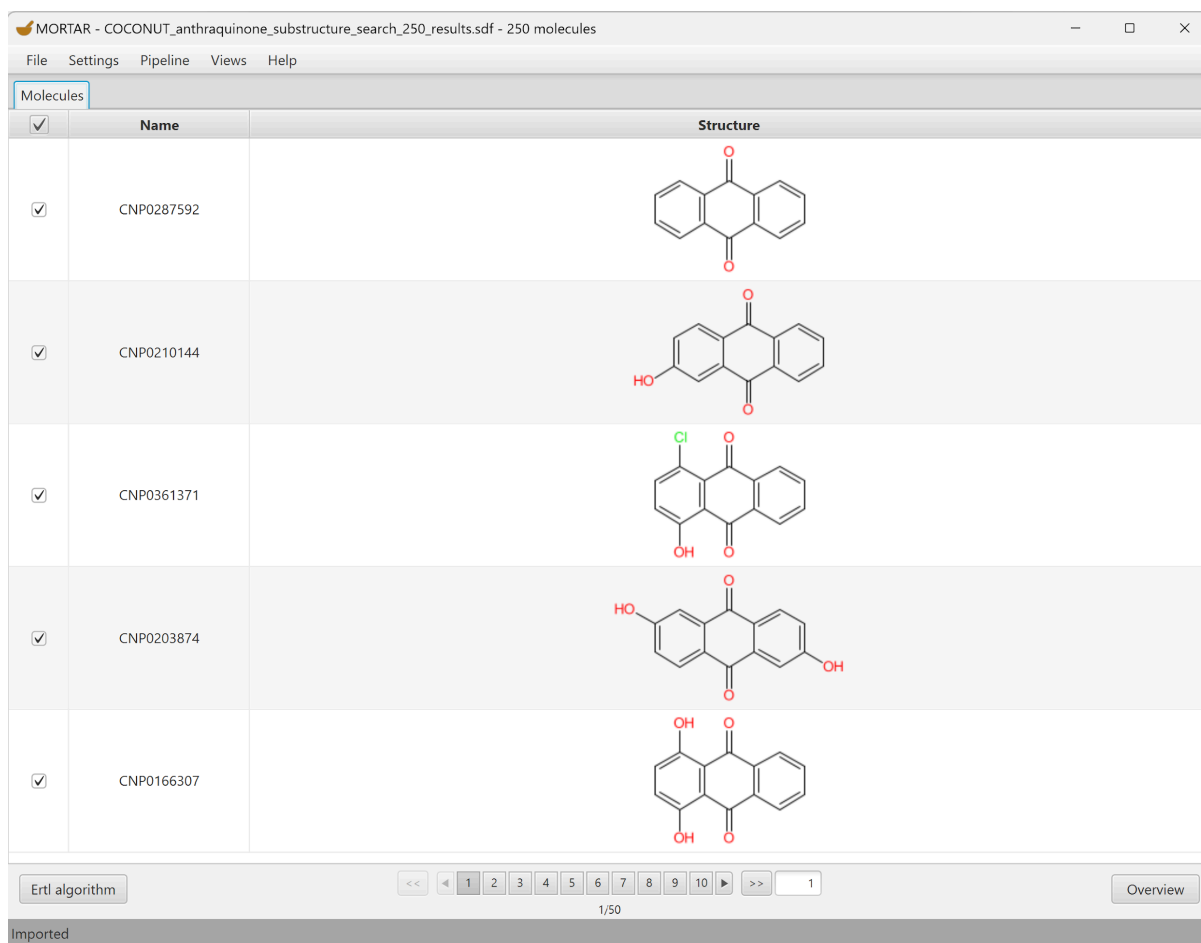 MORTAR - COCONUT_anthraquinone_substructure_search_250_results.sdf - 250 molecules
File Settings Pipeline Views Help
Molecules
Name Structure
O
CNP0287592
O
O
CNP0210144
HO
O
Cl O
CNP0361371
OH O
O
HO
CNP0203874
OH
O
OH O
CNP0166307
OH O
Ertl algorithm << 1 2 3 4 5 6 7 8 9 10 >> 1 Overview
1/50
Imported